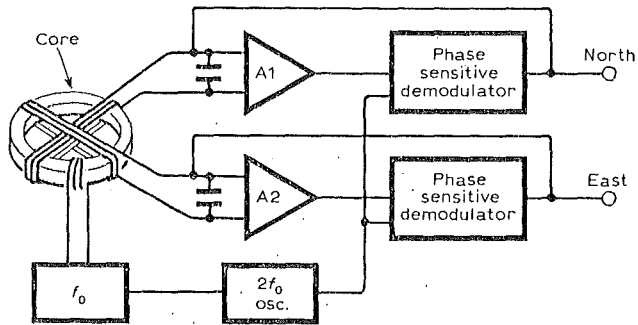 Core
A1
Phase
sensitive
demodulator
North
A2
Phase
sensitive
demodulator
East
f₀
2f₀
osc.